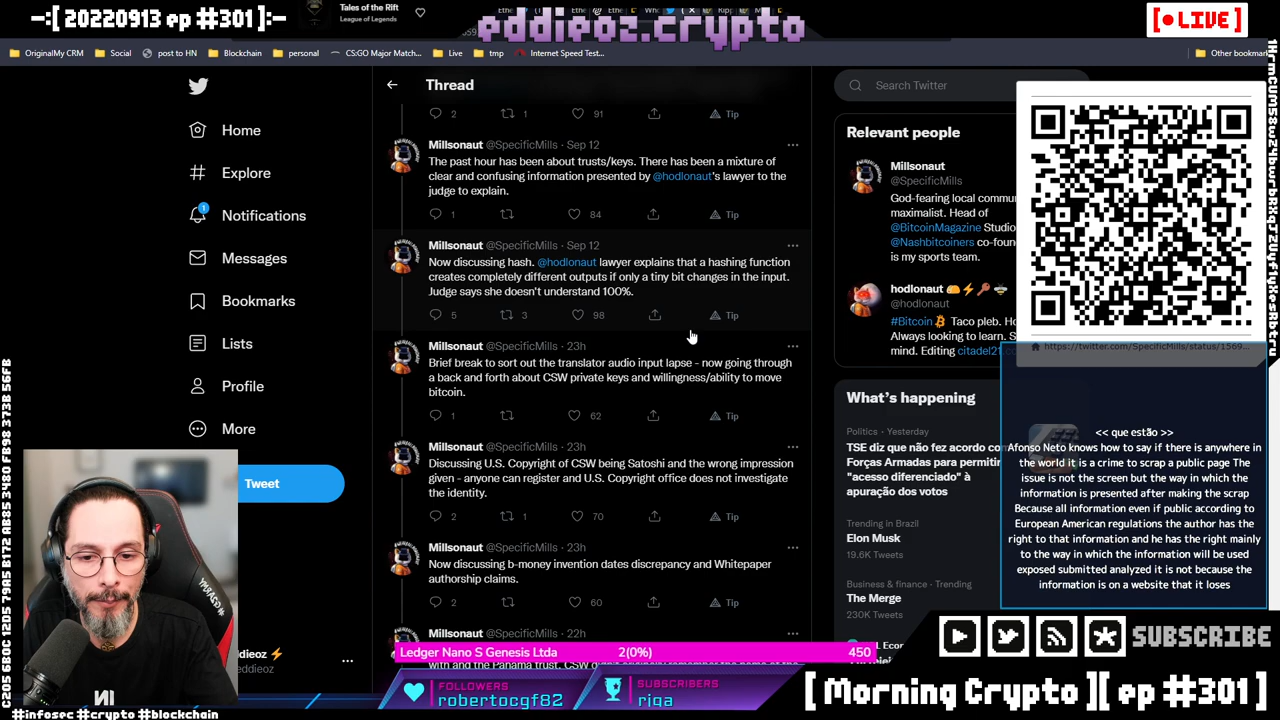 –:[ 20220913 ep #301 ]:–
Tales of the Rift
League of Legends
eddieoz.crypto
[ LIVE ]
OriginalMy CRM
Social
post to HN
Blockchain
personal
CS:GO Major Match...
Live
tmp
Internet Speed Test...
Other bookmar
Home
Explore
1
Notifications
Messages
Bookmarks
Lists
Profile
More
Tweet
eddieoz
Thread
2 1 91 Tip
Millsonaut @SpecificMills · Sep 12
The past hour has been about trusts/keys. There has been a mixture of
clear and confusing information presented by @hodlonaut's lawyer to the
judge to explain.
1 84 Tip
Millsonaut @SpecificMills · Sep 12
Now discussing hash. @hodlonaut lawyer explains that a hashing function
creates completely different outputs if only a tiny bit changes in the input.
Judge says she doesn't understand 100%.
5 3 98 Tip
Millsonaut @SpecificMills · 23h
Brief break to sort out the translator audio input lapse - now going through
a back and forth about CSW private keys and willingness/ability to move
bitcoin.
1 62 Tip
Millsonaut @SpecificMills · 23h
Discussing U.S. Copyright of CSW being Satoshi and the wrong impression
given - anyone can register and U.S. Copyright office does not investigate
the identity.
2 1 70 Tip
Millsonaut @SpecificMills · 23h
Now discussing b-money invention dates discrepancy and Whitepaper
authorship claims.
2 60 Tip
Millsonaut @SpecificMills · 22h
Search Twitter
Relevant people
Millsonaut
@SpecificMills
God-fearing local commun
maximalist. Head of
@BitcoinMagazine Studio
@Nashbitcoiners co-foun
is my sports team.
hodlonaut
@hodlonaut
#Bitcoin Taco pleb. Ho
Always looking to learn. S
mind. Editing citadel21.
https://twitter.com/SpecificMills/status/1569...
What's happening
Politics · Yesterday
TSE diz que não fez acordo co
Forças Armadas para permitir
"acesso diferenciado" à
apuração dos votos
Trending in Brazil
Elon Musk
19.6K Tweets
Business & finance · Trending
The Merge
230K Tweets
<< que estão >>
Afonso Neto knows how to say if there is anywhere in
the world it is a crime to scrap a public page The
issue is not the screen but the way in which the
information is presented after making the scrap
Because all information even if public according to
European American regulations the author has the
right to that information and he has the right mainly
to the way in which the information will be used
exposed submitted analyzed it is not because the
information is on a website that it loses
SUBSCRIBE
Ledger Nano S Genesis Ltda 2(0%) 450
FOLLOWERS
robertocgf82
SUBSCRIBERS
riga
[ Morning Crypto ][ ep #301 ]
#infosec #crypto #blockchain